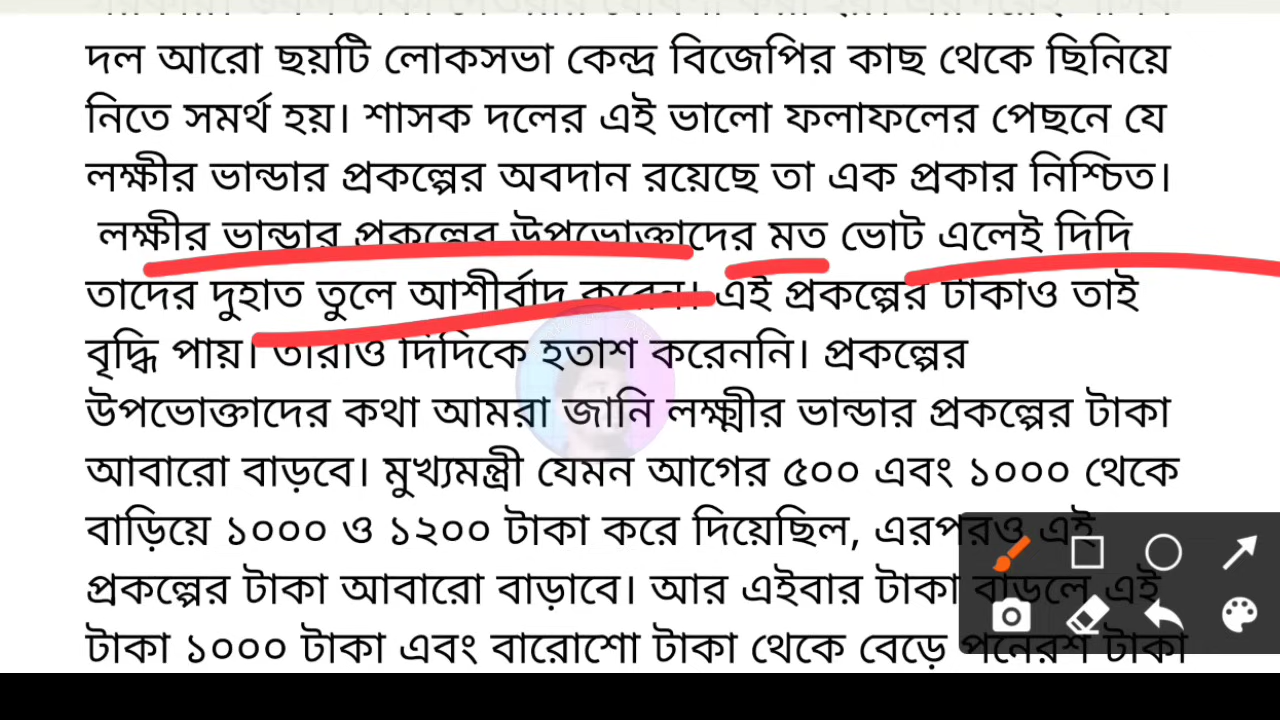 দল আরো ছয়টি লোকসভা কেন্দ্র বিজেপির কাছ থেকে ছিনিয়ে
নিতে সমর্থ হয়। শাসক দলের এই ভালো ফলাফলের পেছনে যে
লক্ষীর ভান্ডার প্রকল্পের অবদান রয়েছে তা এক প্রকার নিশ্চিত।
লক্ষীর ভান্ডার প্রকল্পের উপভোক্তাদের মত ভোট এলেই দিদি
তাদের দুহাত তুলে আশীর্বাদ করেন। এই প্রকল্পের টাকাও তাই
বৃদ্ধি পায়। তারাও দিদিকে হতাশ করেননি। প্রকল্পের
উপভোক্তাদের কথা আমরা জানি লক্ষ্মীর ভান্ডার প্রকল্পের টাকা
আবারো বাড়বে। মুখ্যমন্ত্রী যেমন আগের ৫০০ এবং ১০০০ থেকে
বাড়িয়ে ১০০০ ও ১২০০ টাকা করে দিয়েছিল, এরপরও এই
প্রকল্পের টাকা আবারো বাড়াবে। আর এইবার টাকা বাড়লে এই
টাকা ১০০০ টাকা এবং বারোশো টাকা থেকে বেড়ে পনেরশ টাকা